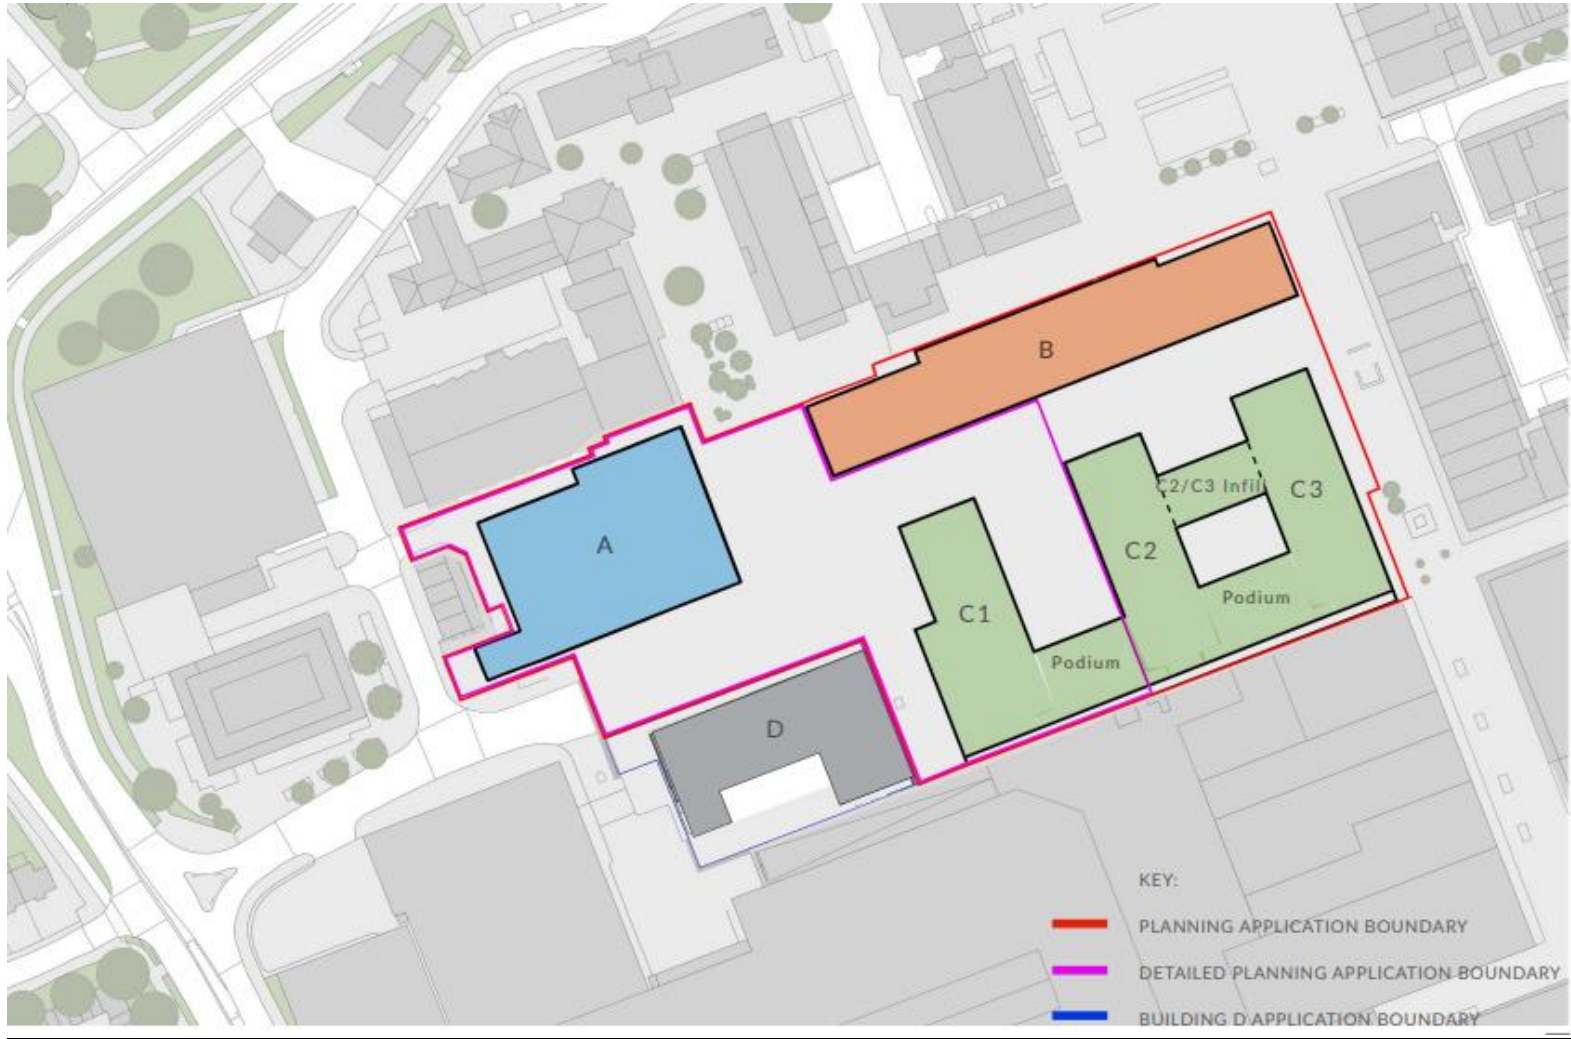 B
C2/C3 Infill
C3
A
C2
Podium
C1
Podium
D
KEY:
PLANNING APPLICATION BOUNDARY
DETAILED PLANNING APPLICATION BOUNDARY
BUILDING D APPLICATION BOUNDARY